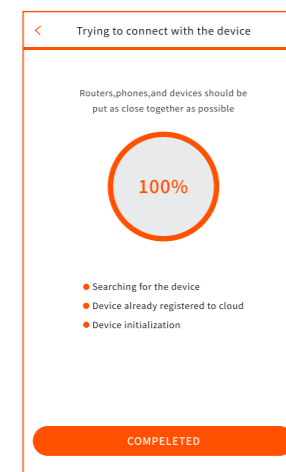 Trying to connect with the device
Routers,phones,and devices should be
put as close together as possible
100%
Searching for the device
Device already registered to cloud
Device initialization
COMPELETED